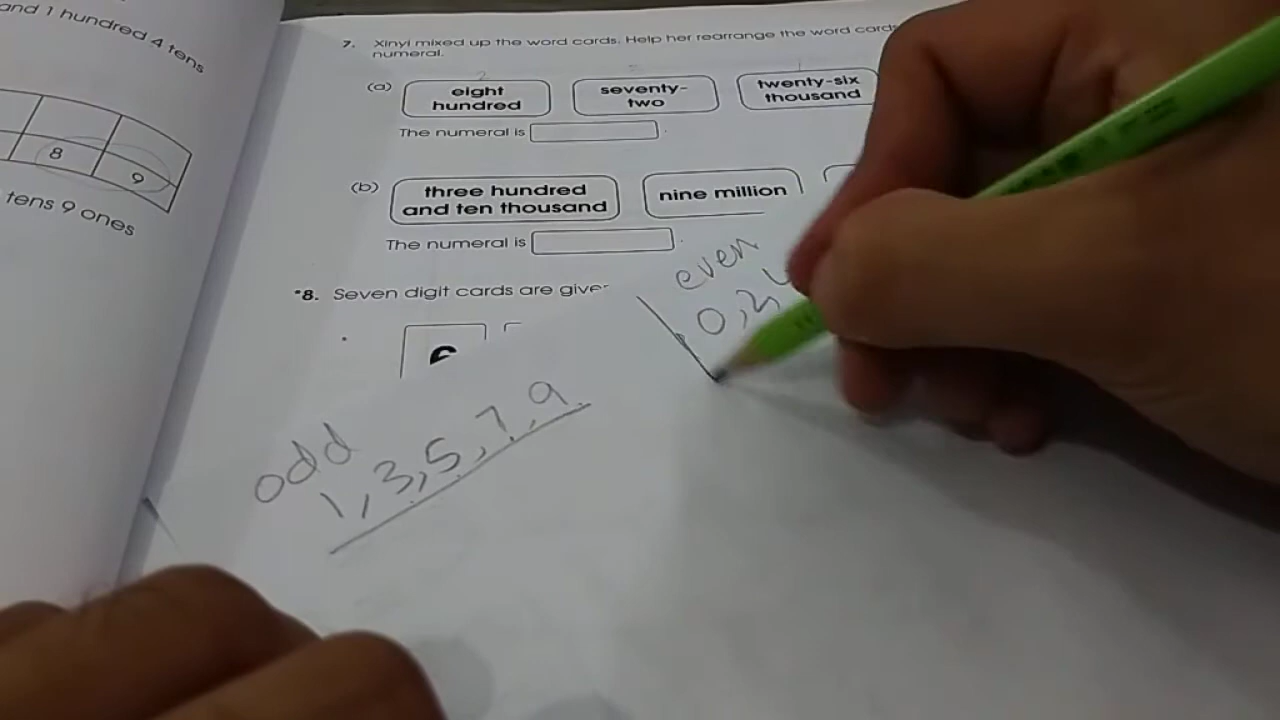 and 1 hundred 4 tens
8
9
tens 9 ones
7. Xinyi mixed up the word cards. Help her rearrange the word cards
numeral.
(a)
eight
hundred
seventy-
two
twenty-six
thousand
The numeral is
(b)
three hundred
and ten thousand
nine million
The numeral is
*8. Seven digit cards are given
even
0, 2,
odd
1, 3, 5, 7, 9